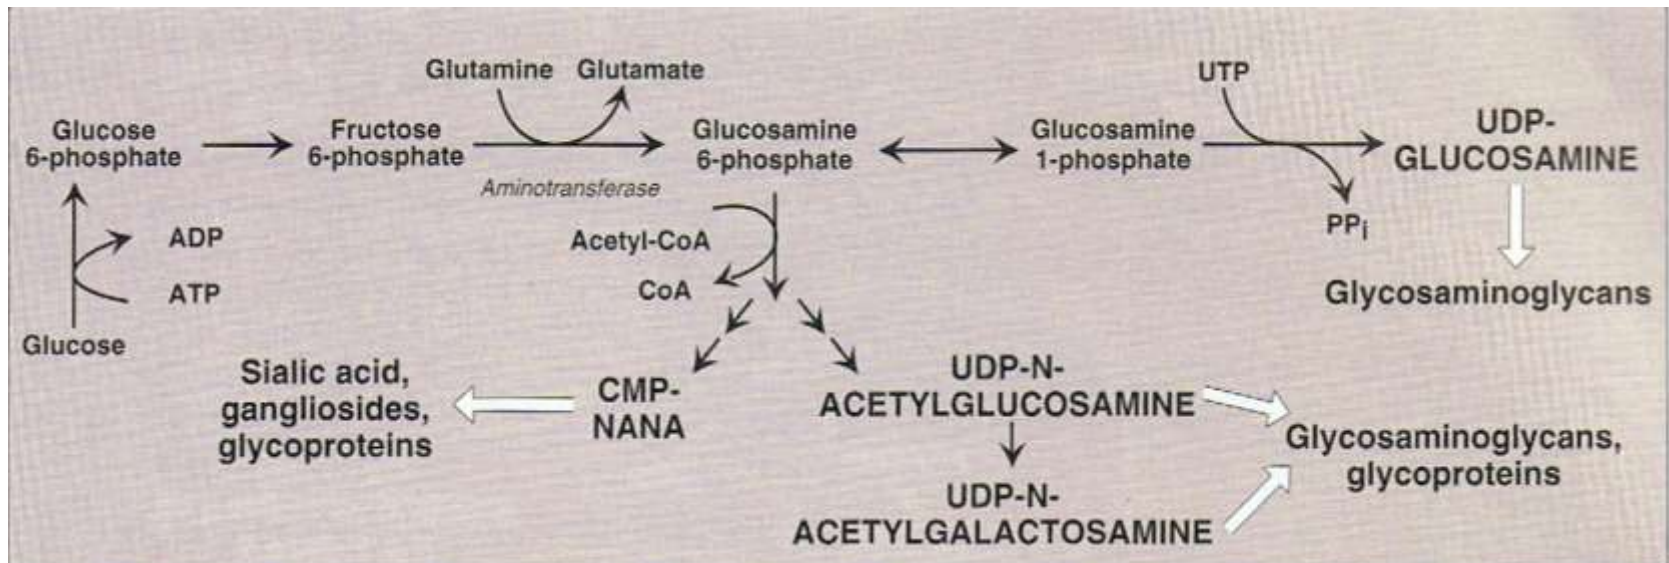 Glutamine Glutamate
UTP
Glucose
6-phosphate
Fructose
6-phosphate
Glucosamine
6-phosphate
Glucosamine
1-phosphate
UDP-
GLUCOSAMINE
Aminotransferase
ADP
ATP
Glucose
Acetyl-CoA
CoA
PPi
Glycosaminoglycans
Sialic acid,
gangliosides,
glycoproteins
CMP-
NANA
UDP-N-
ACETYLGLUCOSAMINE
UDP-N-
ACETYLGALACTOSAMINE
Glycosaminoglycans,
glycoproteins